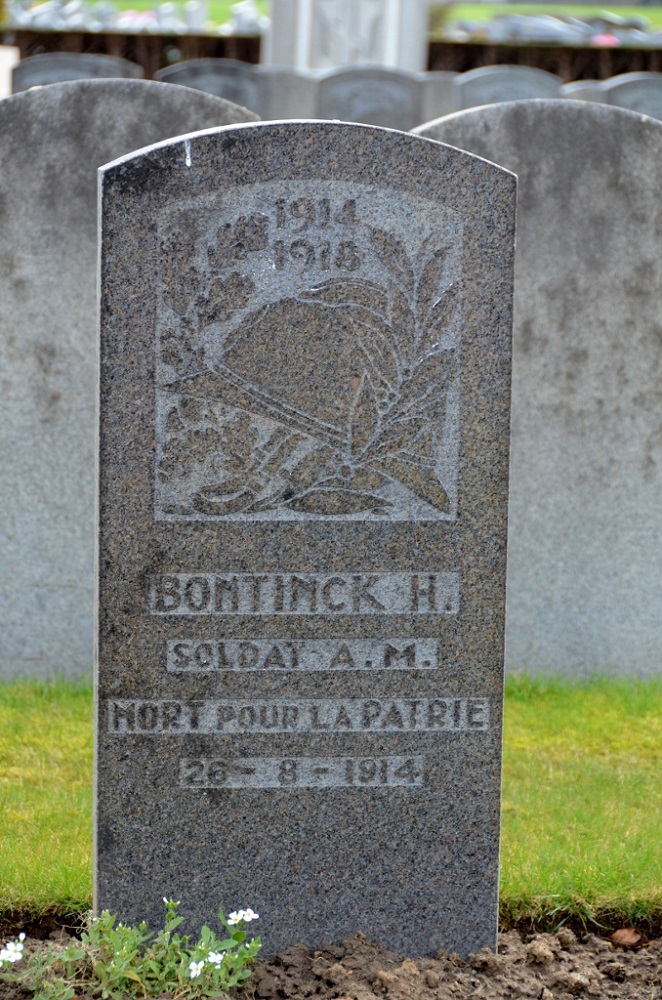 1914
1918
BONTINCK H.
SOLDAT A.M.
MORT POUR LA PATRIE
26-8-1914